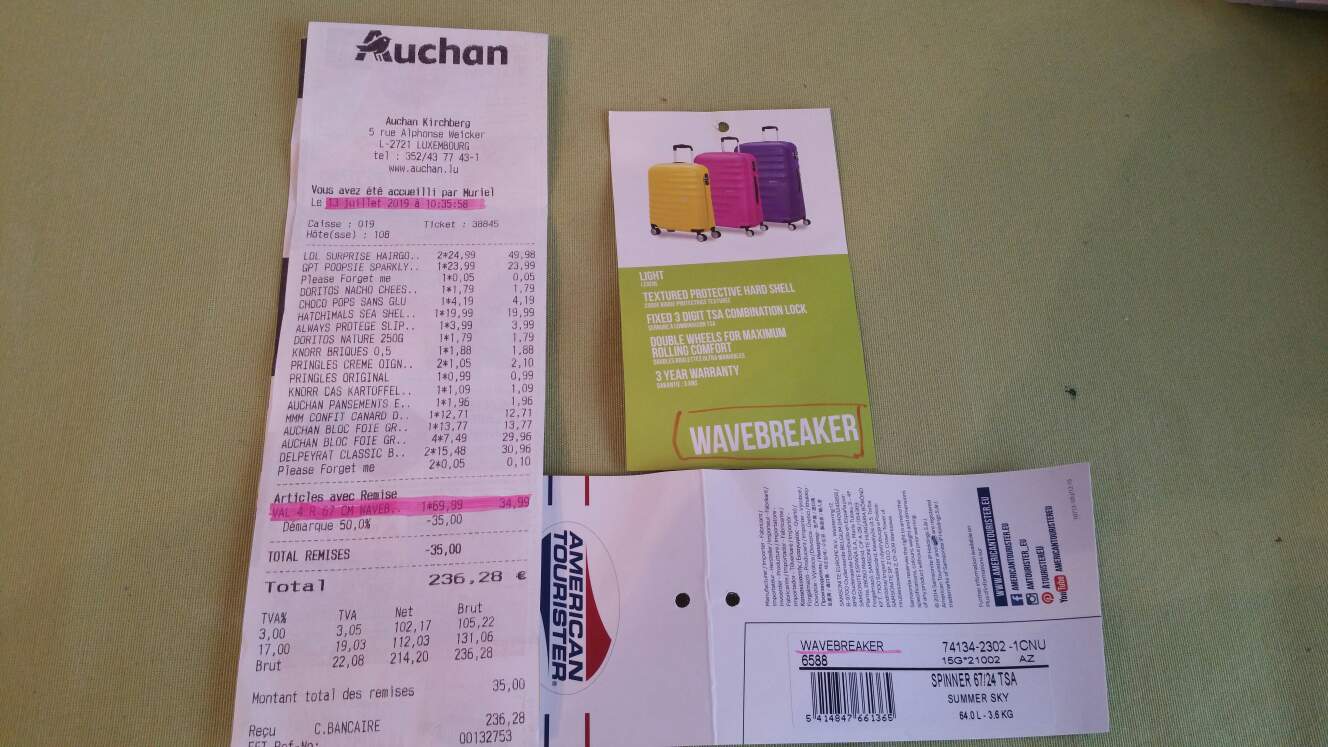 Auchan
Auchan Kirchberg
5 rue Alphonse Weicker
L-2721 LUXEMBOURG
tel : 352/43 77 43-1
www.auchan.lu
Vous avez été accueilli par Muriel
Le 13 juillet 2019 à 10:35:58
Caisse : 019 Ticket : 38845
Hôte(sse) : 108
LOL SURPRISE HAIRGO.. 2*24,99 49,98
GPT POOPSIE SPARKLY.. 1*23,99 23,99
Please Forget me 1*0,05 0,05
DORITOS NACHO CHEES.. 1*1,79 1,79
CHOCO POPS SANS GLU 1*4,19 4,19
HATCHIMALS SEA SHEL.. 1*19,99 19,99
ALWAYS PROTEGE SLIP.. 1*3,99 3,99
DORITOS NATURE 250G 1*1,79 1,79
KNORR BRIQUES 0,5 1*1,88 1,88
PRINGLES CREME OIGN.. 2*1,05 2,10
PRINGLES ORIGINAL 1*0,99 0,99
KNORR CAS KARTOFFEL.. 1*1,09 1,09
AUCHAN PANSEMENTS E.. 1*1,96 1,96
MMM CONFIT CANARD D.. 1*12,71 12,71
AUCHAN BLOC FOIE GR.. 1*13,77 13,77
AUCHAN BLOC FOIE GR.. 4*7,49 29,96
DELPEYRAT CLASSIC B.. 2*15,48 30,96
Please Forget me 2*0,05 0,10
Articles avec Remise
VAL 4 R 67 CM WAVEB.. 1*69,99 34,99
Démarque 50,0% -35,00
TOTAL REMISES -35,00
Total 236,28 €
TVA% TVA Net Brut
3,00 3,05 102,17 105,22
17,00 19,03 112,03 131,06
Brut 22,08 214,20 236,28
Montant total des remises 35,00
Reçu C.BANCAIRE 236,28
EFT Ref-No: 00132753
LIGHT
TEXTURED PROTECTIVE HARD SHELL
FIXED 3 DIGIT TSA COMBINATION LOCK
DOUBLE WHEELS FOR MAXIMUM
ROLLING COMFORT
3 YEAR WARRANTY
WAVEBREAKER
AMERICAN
TOURISTER
WWW.AMERICANTOURISTER.EU
AMERICANTOURISTER.EU
AMTOURISTER_EU
ATOURISTEREU
YouTube AMERICANTOURISTER
WAVEBREAKER 74134-2302 -1CNU
6588 15G*21002 AZ
SPINNER 67/24 TSA
SUMMER SKY
64.0 L - 3.6 KG
5 414847 661365